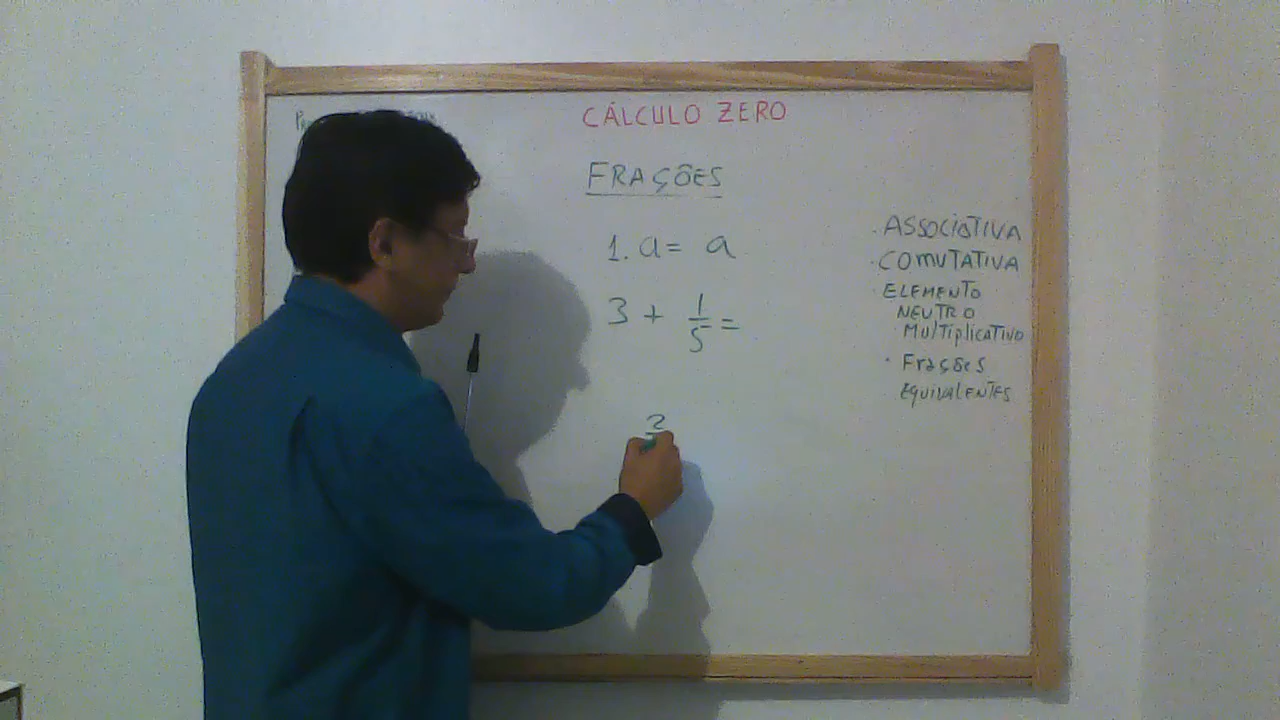 CÁLCULO ZERO
FRAÇÕES
1. a = a
3 + 1/5 =
. ASSOCIATIVA
. COMUTATIVA
. ELEMENTO
NEUTRO
MULTIPLICATIVO
. Frações
EQUIVALENTES